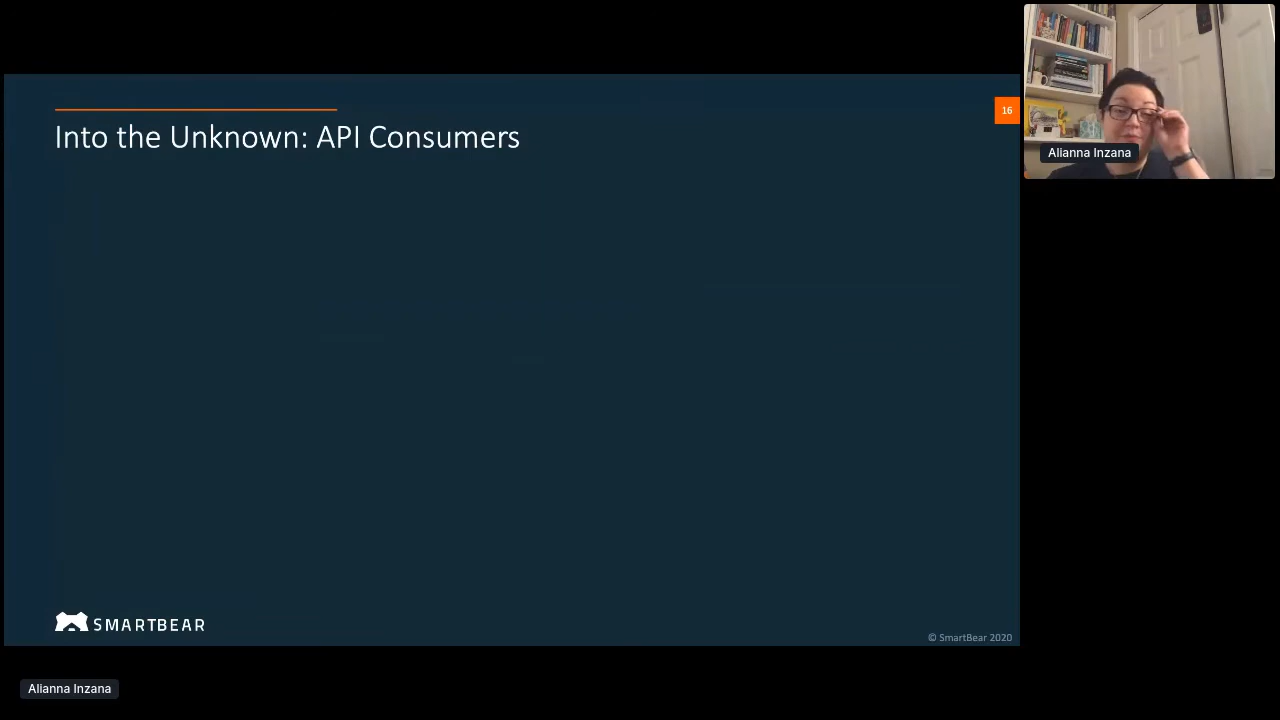 Into the Unknown: API Consumers
16
Alianna Inzana
SMARTBEAR
© SmartBear 2020
Alianna Inzana